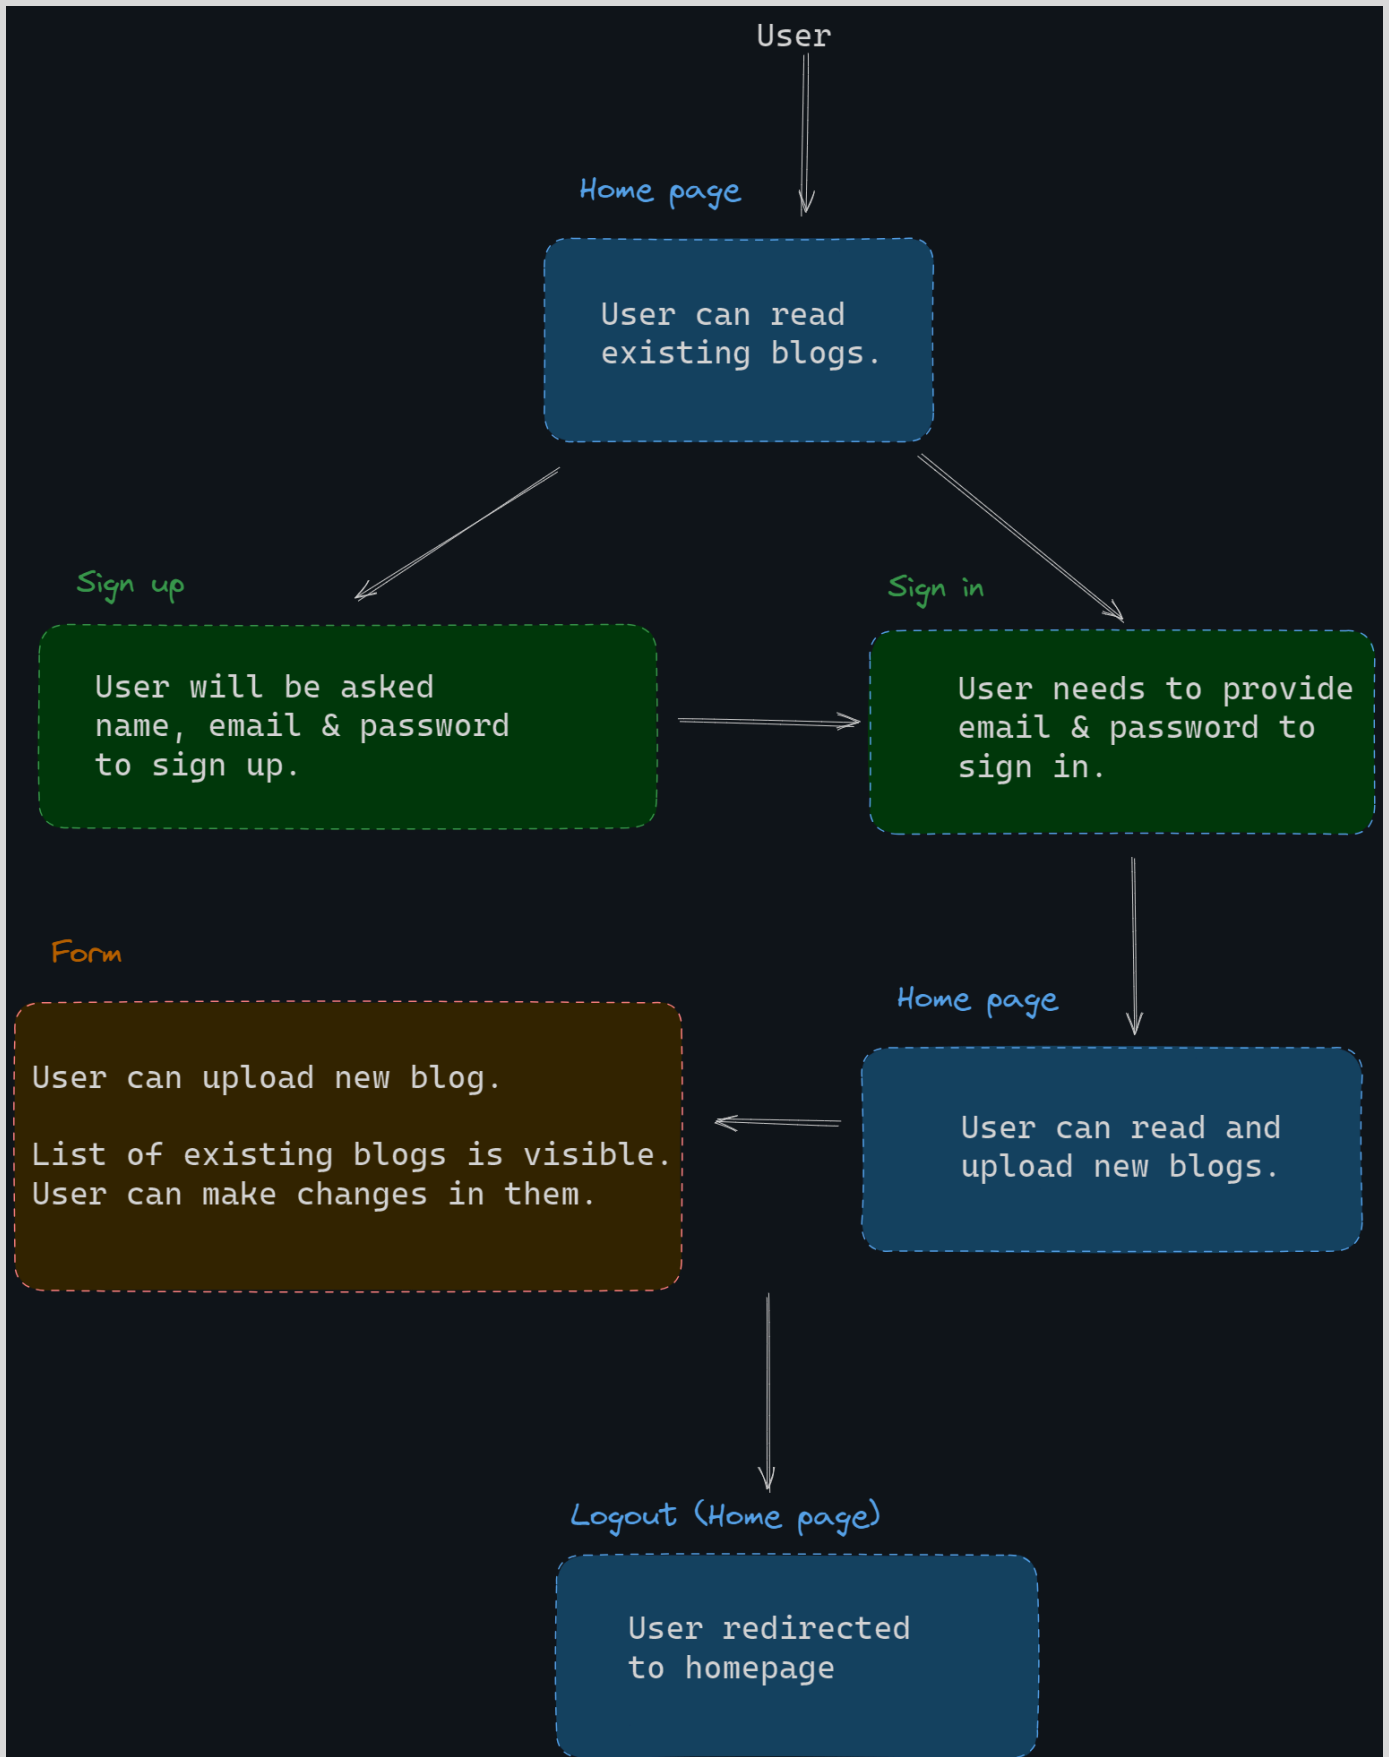 User
Home page
User can read
existing blogs.
Sign up
User will be asked
name, email & password
to sign up.
Sign in
User needs to provide
email & password to
sign in.
Form
User can upload new blog.
List of existing blogs is visible.
User can make changes in them.
Home page
User can read and
upload new blogs.
Logout (Home page)
User redirected
to homepage